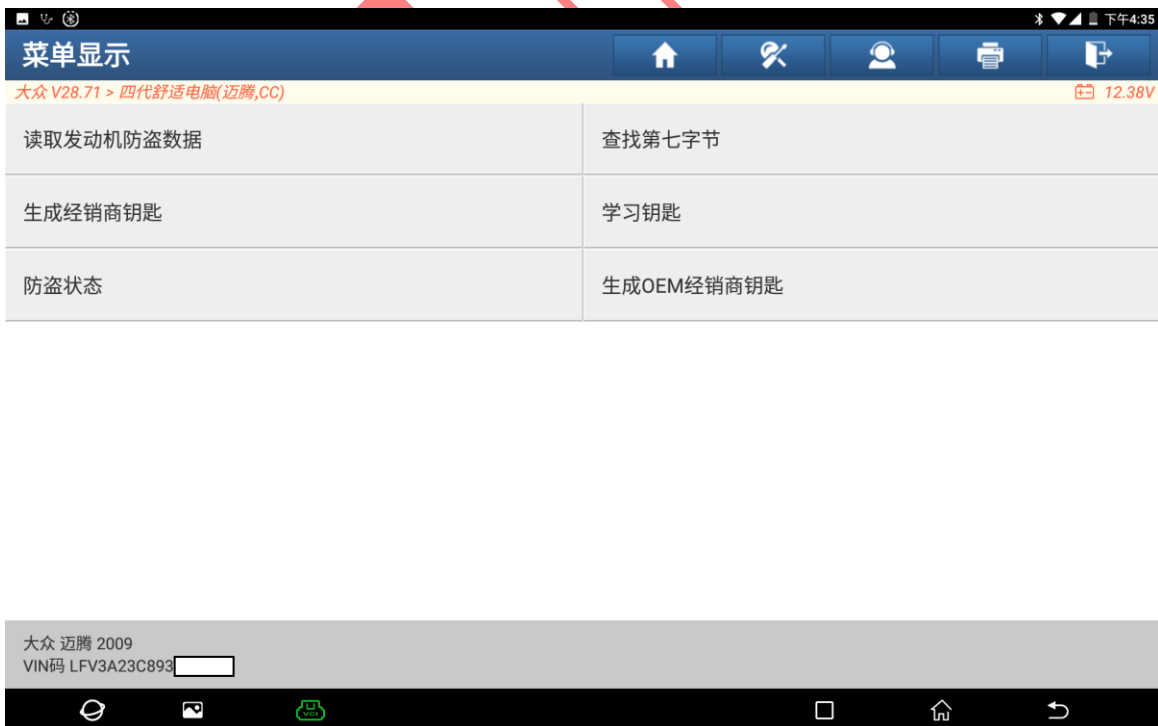 下午4:35
菜单显示
大众 V28.71 > 四代舒适电脑(迈腾,CC)
12.38V
读取发动机防盗数据
查找第七字节
生成经销商钥匙
学习钥匙
防盗状态
生成OEM经销商钥匙
大众 迈腾 2009
VIN码 LFV3A23C893
VCI